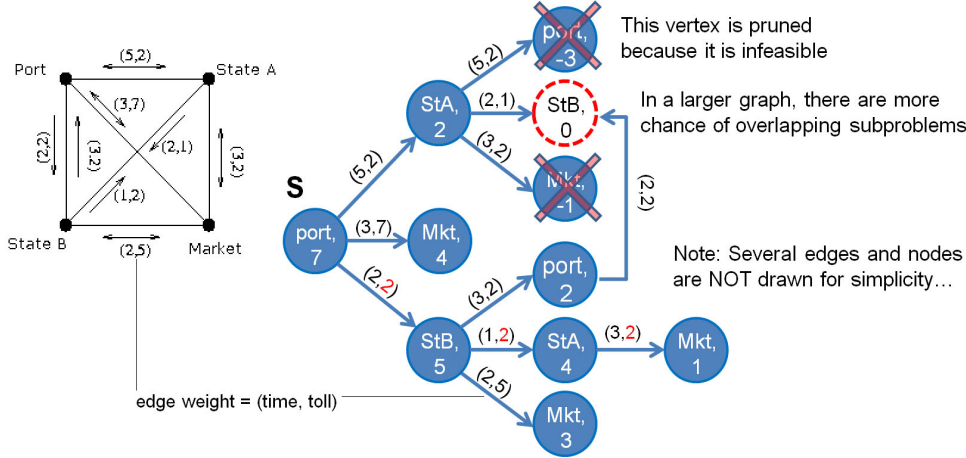 (5,2)
Port
State A
(3,7)
(2,2)
(3,2)
(2,1)
(3,2)
(1,2)
State B
(2,5)
Market
edge weight = (time, toll)
S
port,
7
(5,2)
(3,7)
(2,2)
StA,
2
Mkt,
4
StB,
5
(5,2)
(2,1)
(3,2)
port,
-3
StB,
0
Mkt,
-1
(3,2)
(1,2)
(2,5)
port,
2
(2,2)
StA,
4
(3,2)
Mkt,
1
Mkt,
3
This vertex is pruned
because it is infeasible
In a larger graph, there are more
chance of overlapping subproblems
Note: Several edges and nodes
are NOT drawn for simplicity…